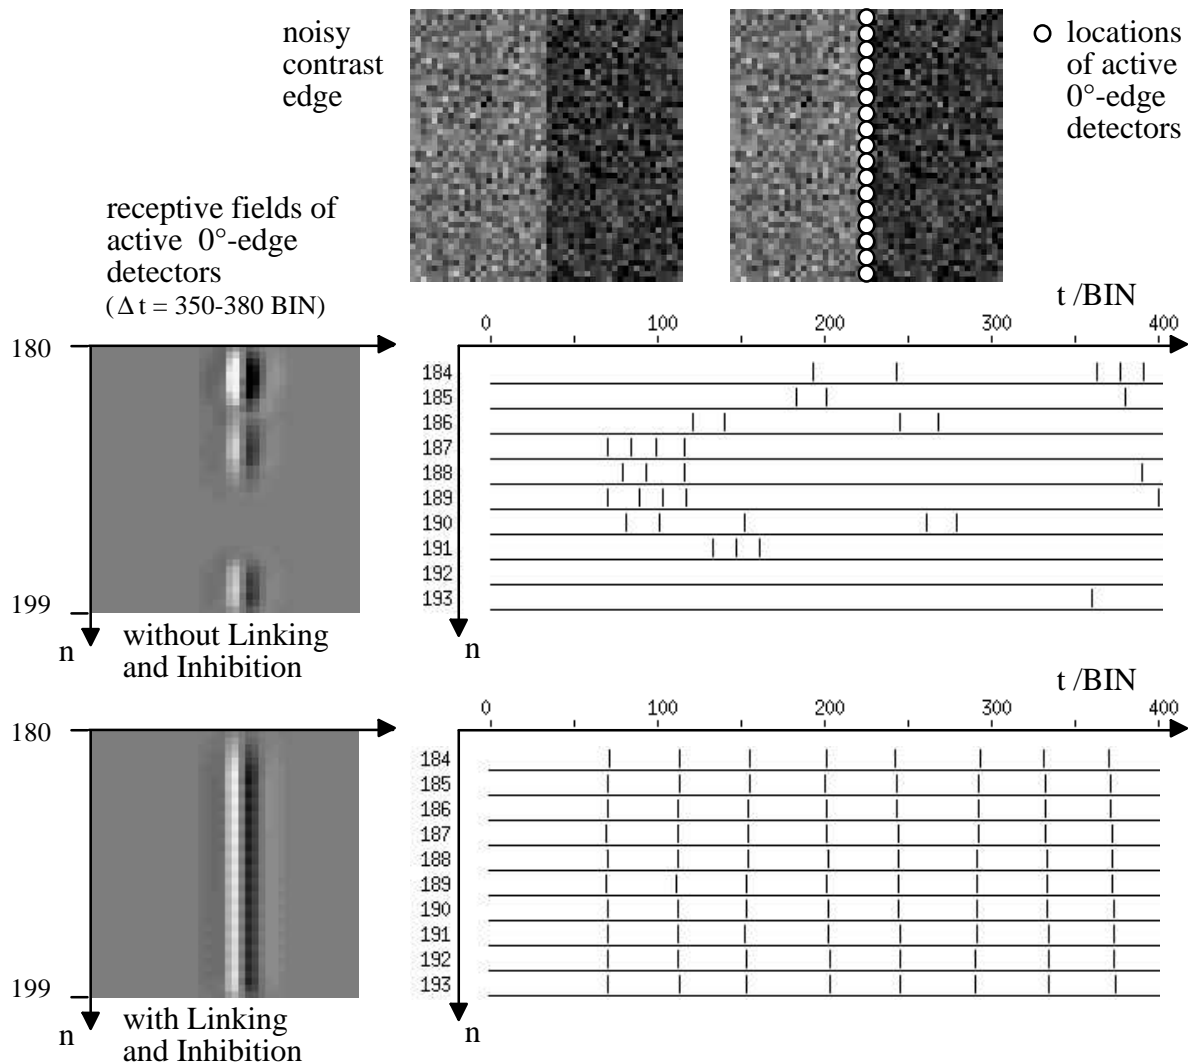 noisy
contrast
edge
locations
of active
0°-edge
detectors
receptive fields of
active 0°-edge
detectors
(Δt = 350-380 BIN)
180
199
n
without Linking
and Inhibition
t /BIN
0 100 200 300 400
184
185
186
187
188
189
190
191
192
193
n
180
199
n
with Linking
and Inhibition
t /BIN
0 100 200 300 400
184
185
186
187
188
189
190
191
192
193
n